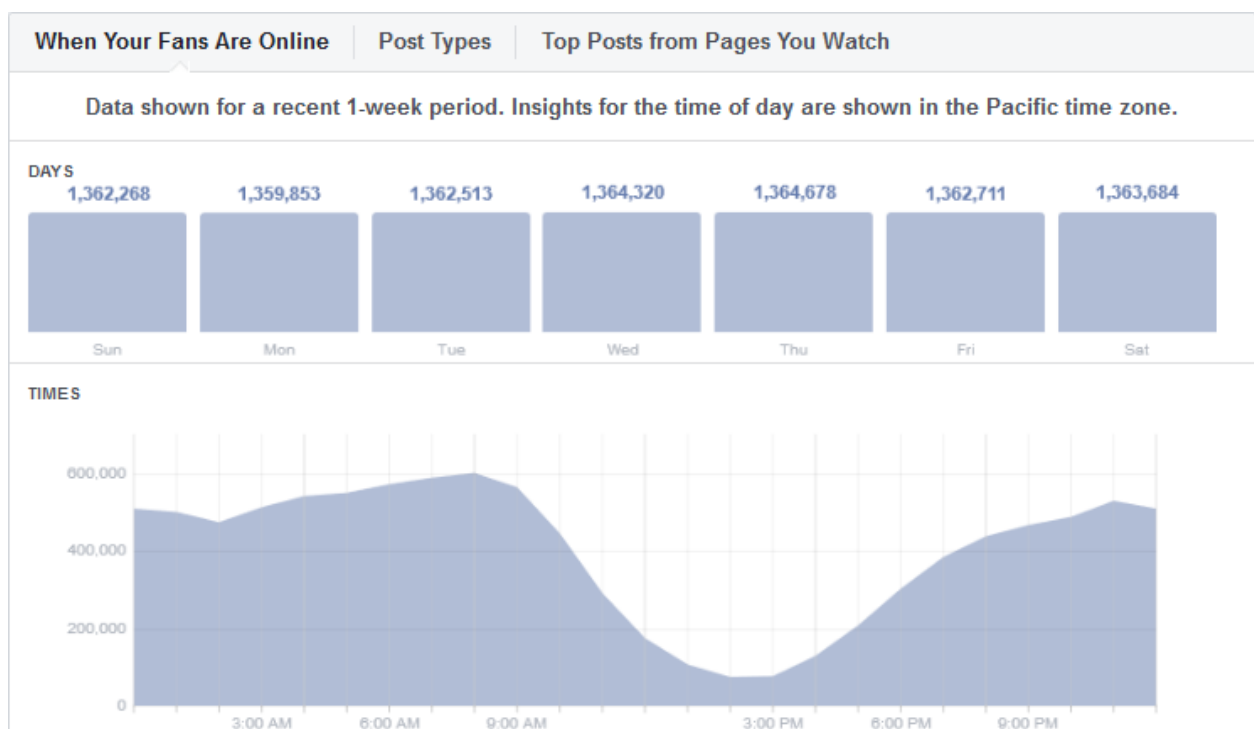 When Your Fans Are Online Post Types Top Posts from Pages You Watch
Data shown for a recent 1-week period. Insights for the time of day are shown in the Pacific time zone.
DAYS
1,362,268 1,359,853 1,362,513 1,364,320 1,364,678 1,362,711 1,363,684
Sun Mon Tue Wed Thu Fri Sat
TIMES
600,000
400,000
200,000
0
3:00 AM 6:00 AM 9:00 AM 3:00 PM 6:00 PM 9:00 PM